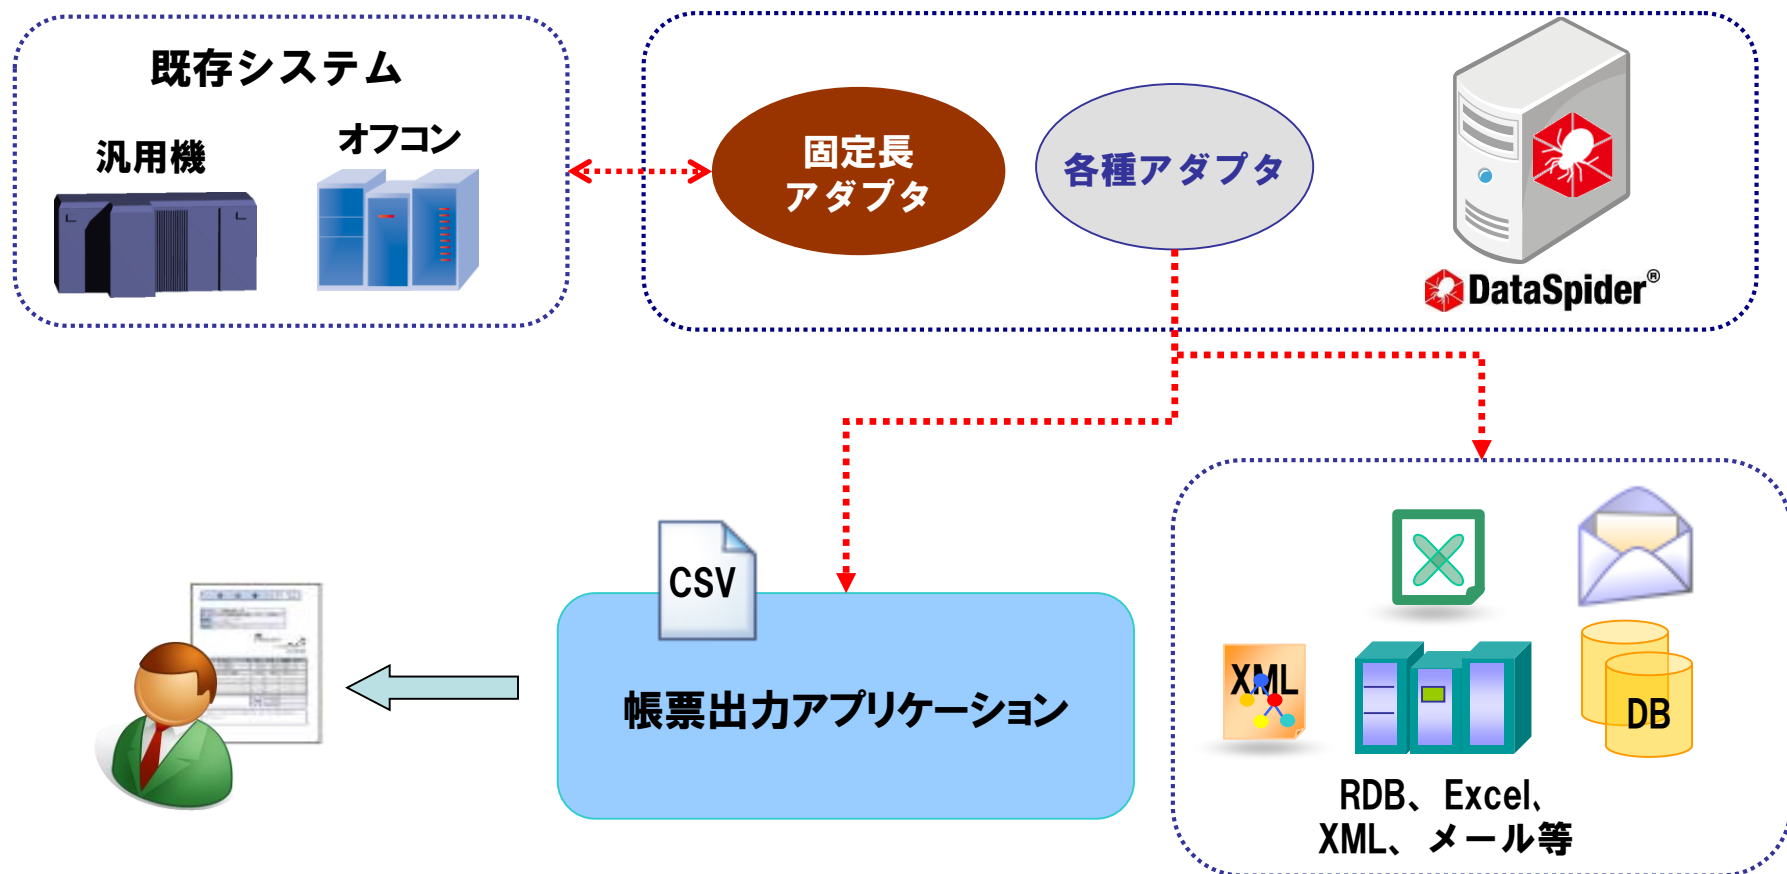 既存システム
汎用機
オフコン
固定長
アダプタ
各種アダプタ
DataSpider®
CSV
帳票出力アプリケーション
XML
DB
RDB、Excel、
XML、メール等